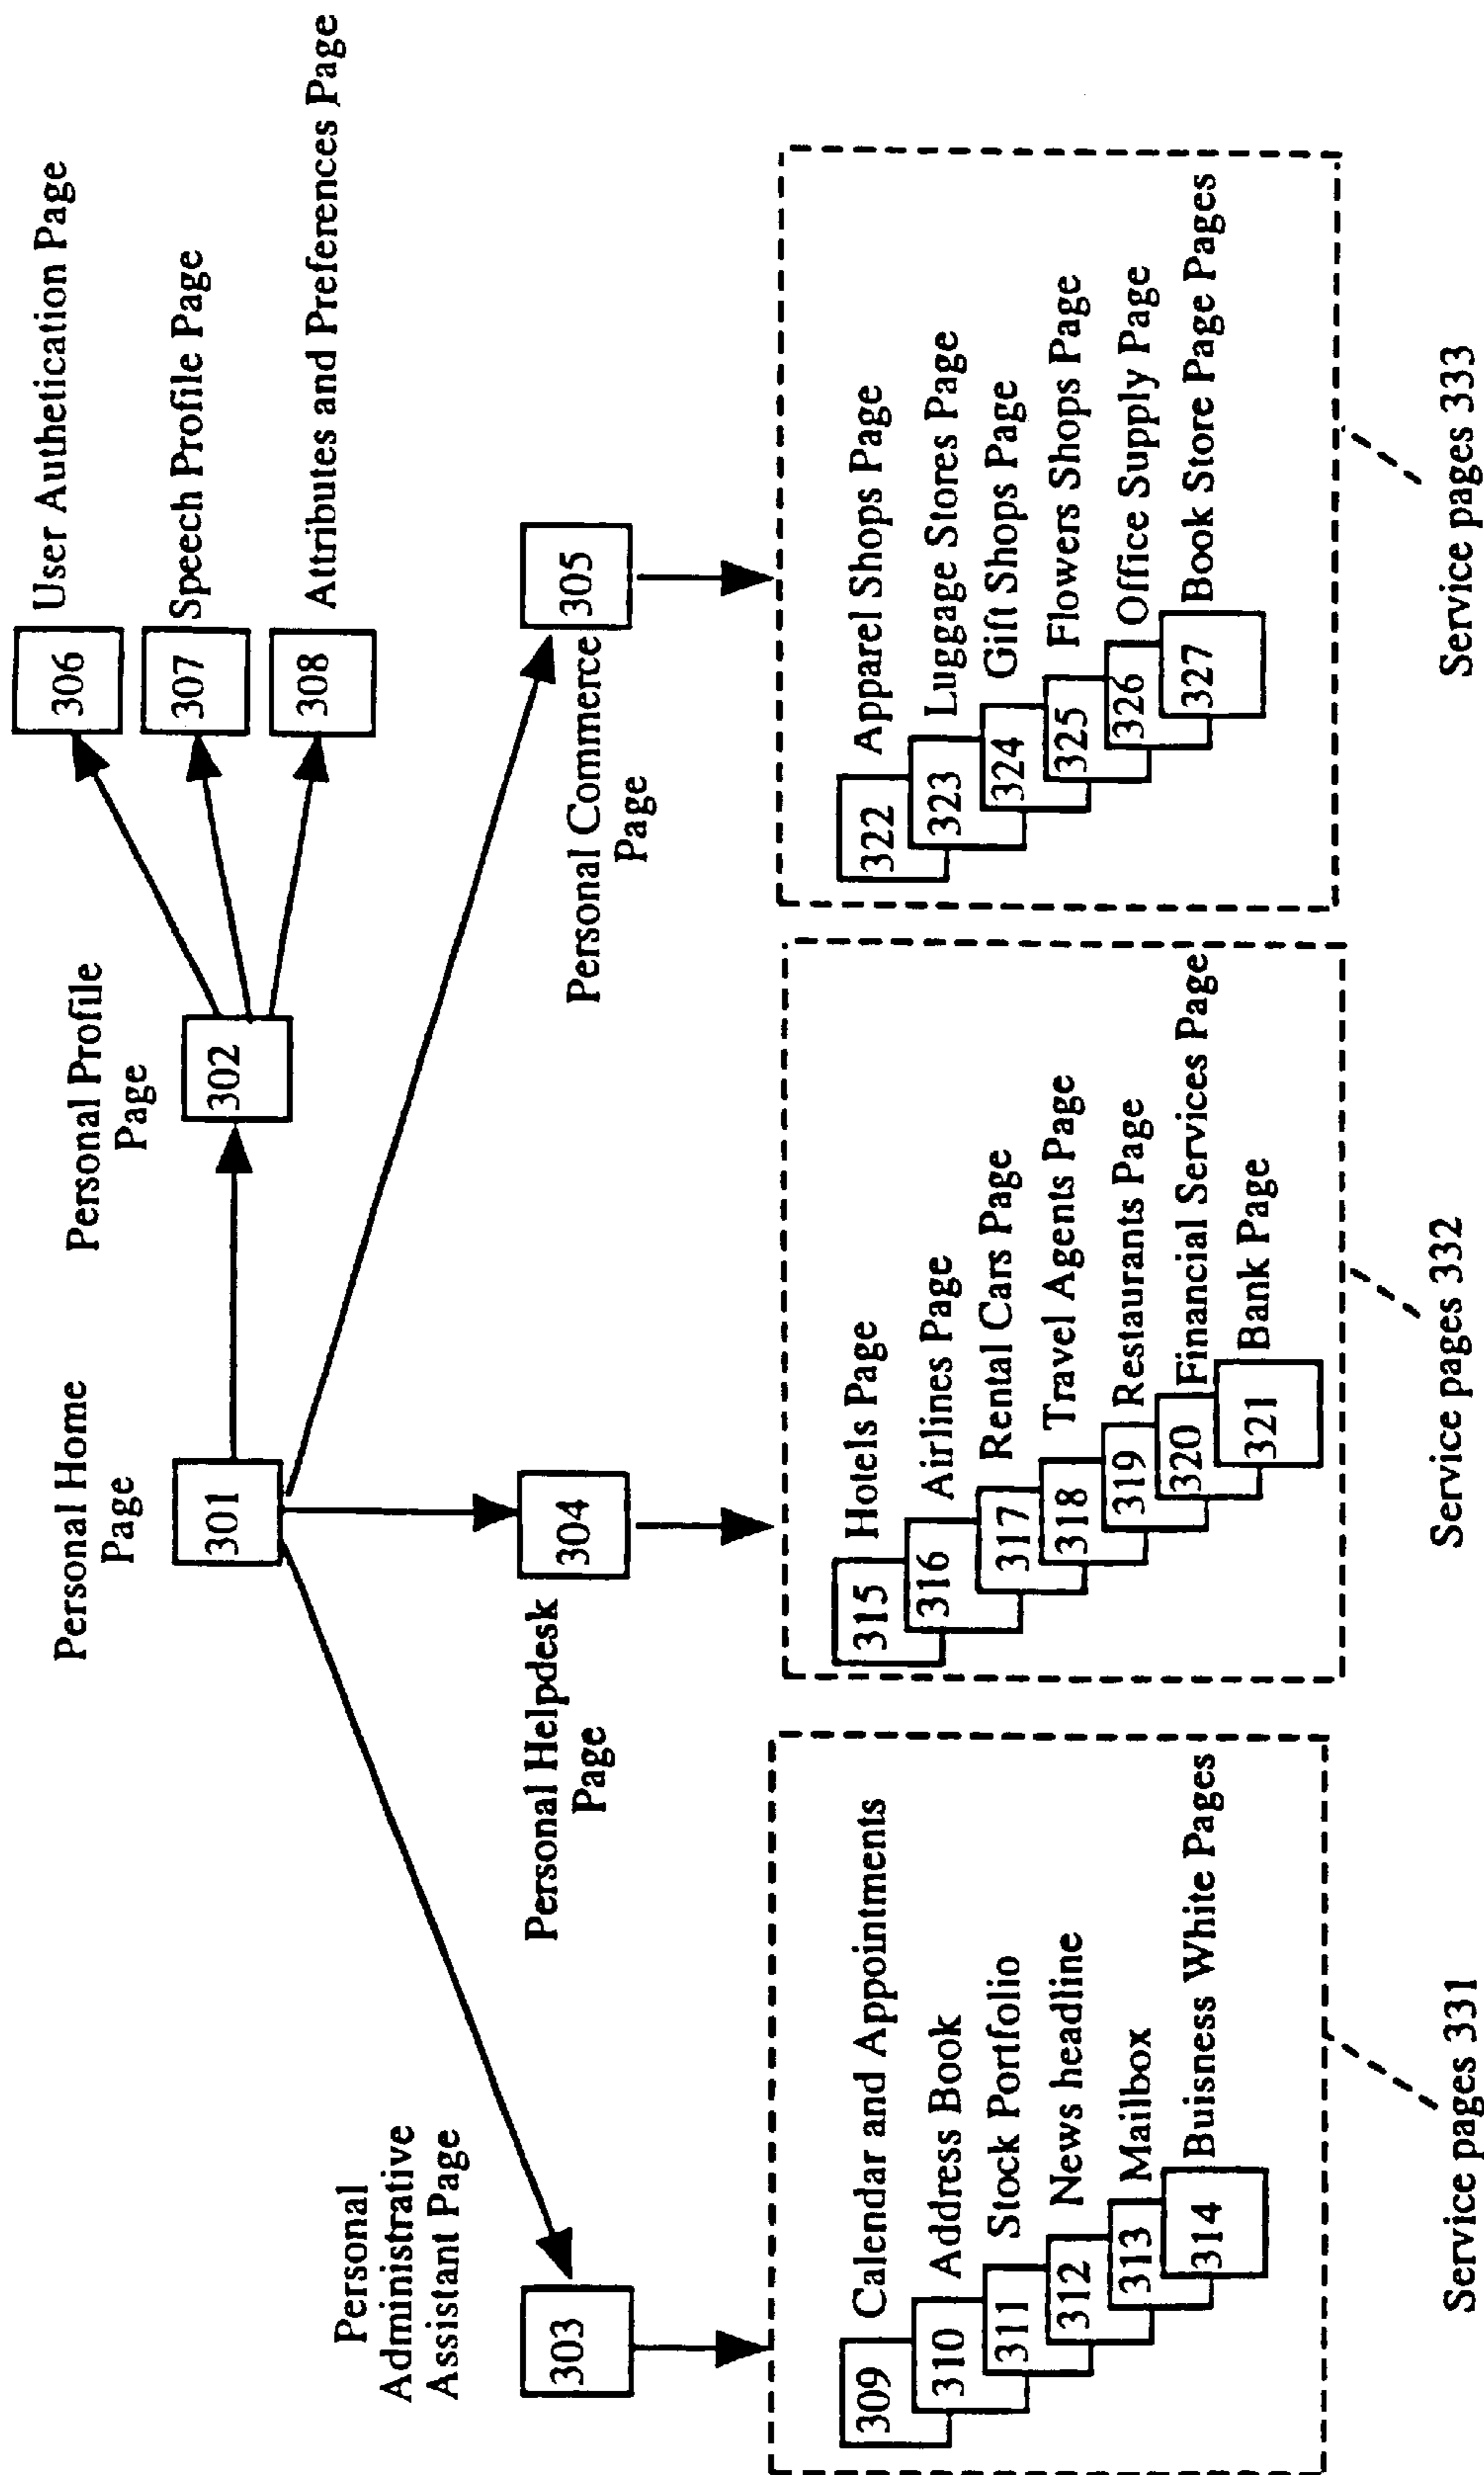 Personal Home
Page
301
Personal Profile
Page
302
306
User Authetication Page
307
Speech Profile Page
308
Attributes and Preferences Page
Personal
Administrative
Assistant Page
303
Personal Helpdesk
Page
304
Personal Commerce
Page
305
309
Calendar and Appointments
310
Address Book
311
Stock Portfolio
312
News headline
313
Mailbox
314
Buisness White Pages
Service pages 331
315
Hotels Page
316
Airlines Page
317
Rental Cars Page
318
Travel Agents Page
319
Restaurants Page
320
Financial Services Page
321
Bank Page
Service pages 332
322
Apparel Shops Page
323
Luggage Stores Page
324
Gift Shops Page
325
Flowers Shops Page
326
Office Supply Page
327
Book Store Page Pages
Service pages 333